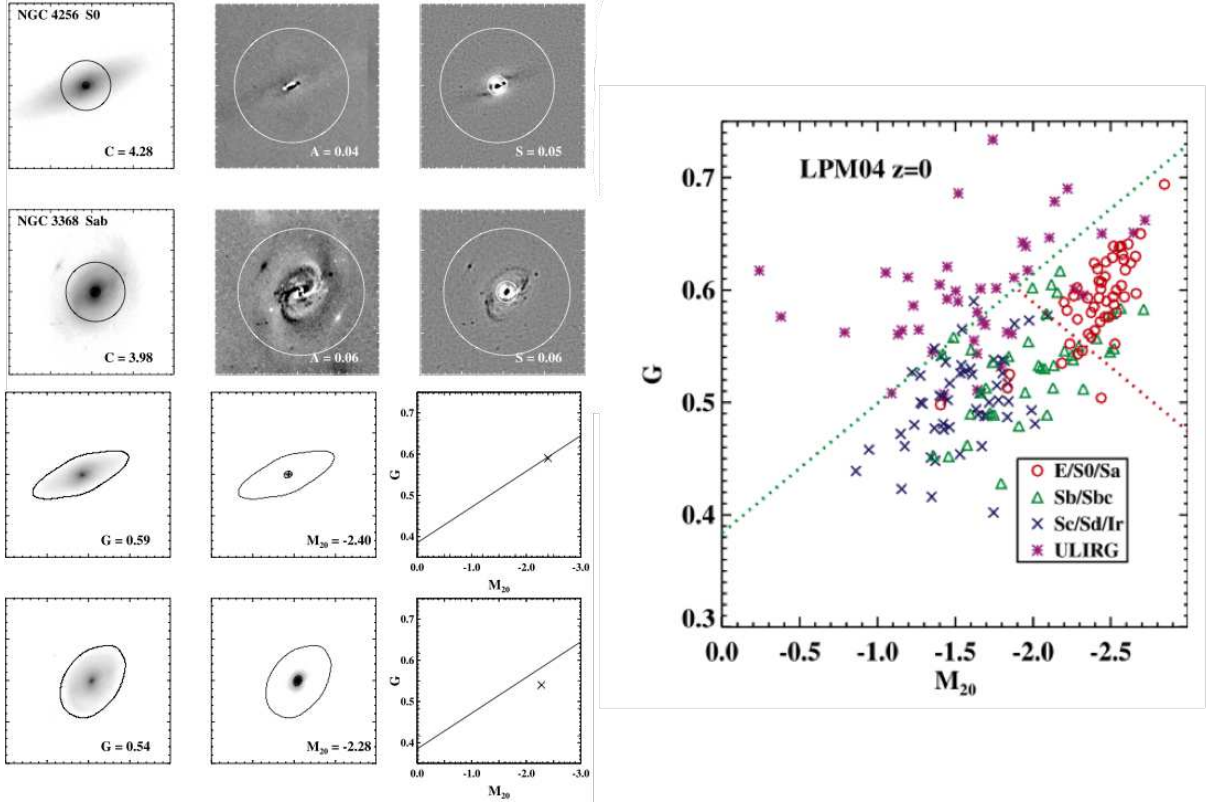 NGC 4256 S0
C = 4.28
A = 0.04
S = 0.05
NGC 3368 Sab
C = 3.98
A = 0.06
S = 0.06
G = 0.59
M20 = -2.40
G
0.7
0.6
0.5
0.4
0.0 -1.0 -2.0 -3.0
M20
G = 0.54
M20 = -2.28
G
0.7
0.6
0.5
0.4
0.0 -1.0 -2.0 -3.0
M20
LPM04 z=0
G
0.7
0.6
0.5
0.4
0.3
E/S0/Sa
Sb/Sbc
Sc/Sd/Ir
ULIRG
0.0 -0.5 -1.0 -1.5 -2.0 -2.5
M20